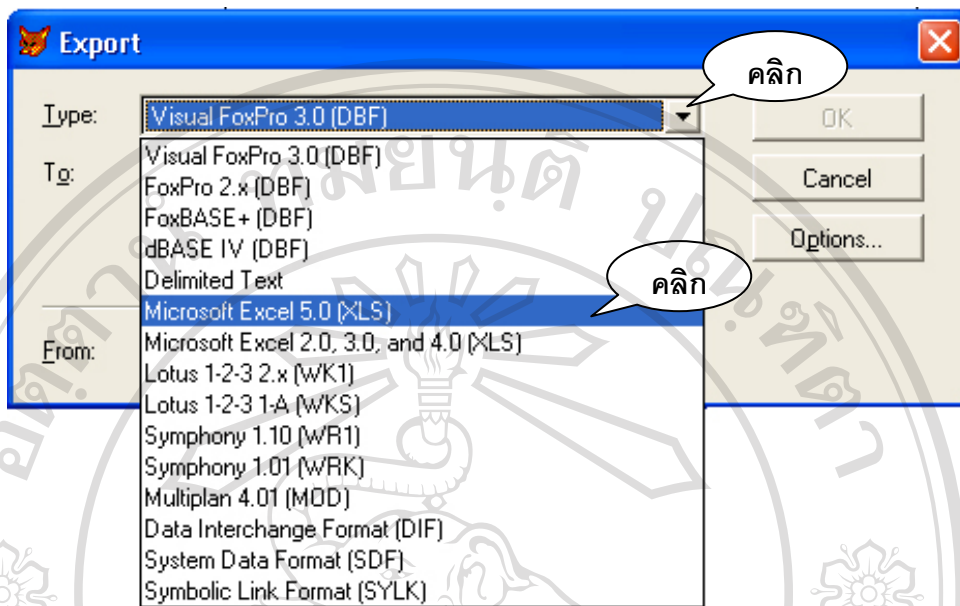 Export
คลิก
Type:
Visual FoxPro 3.0 (DBF)
OK
To:
Visual FoxPro 3.0 (DBF)
FoxPro 2.x (DBF)
FoxBASE+ (DBF)
dBASE IV (DBF)
Delimited Text
Microsoft Excel 5.0 (XLS)
Microsoft Excel 2.0, 3.0, and 4.0 (XLS)
Lotus 1-2-3 2.x (WK1)
Lotus 1-2-3 1-A (WKS)
Symphony 1.10 (WR1)
Symphony 1.01 (WRK)
Multiplan 4.01 (MOD)
Data Interchange Format (DIF)
System Data Format (SDF)
Symbolic Link Format (SYLK)
Cancel
Options...
คลิก
From: